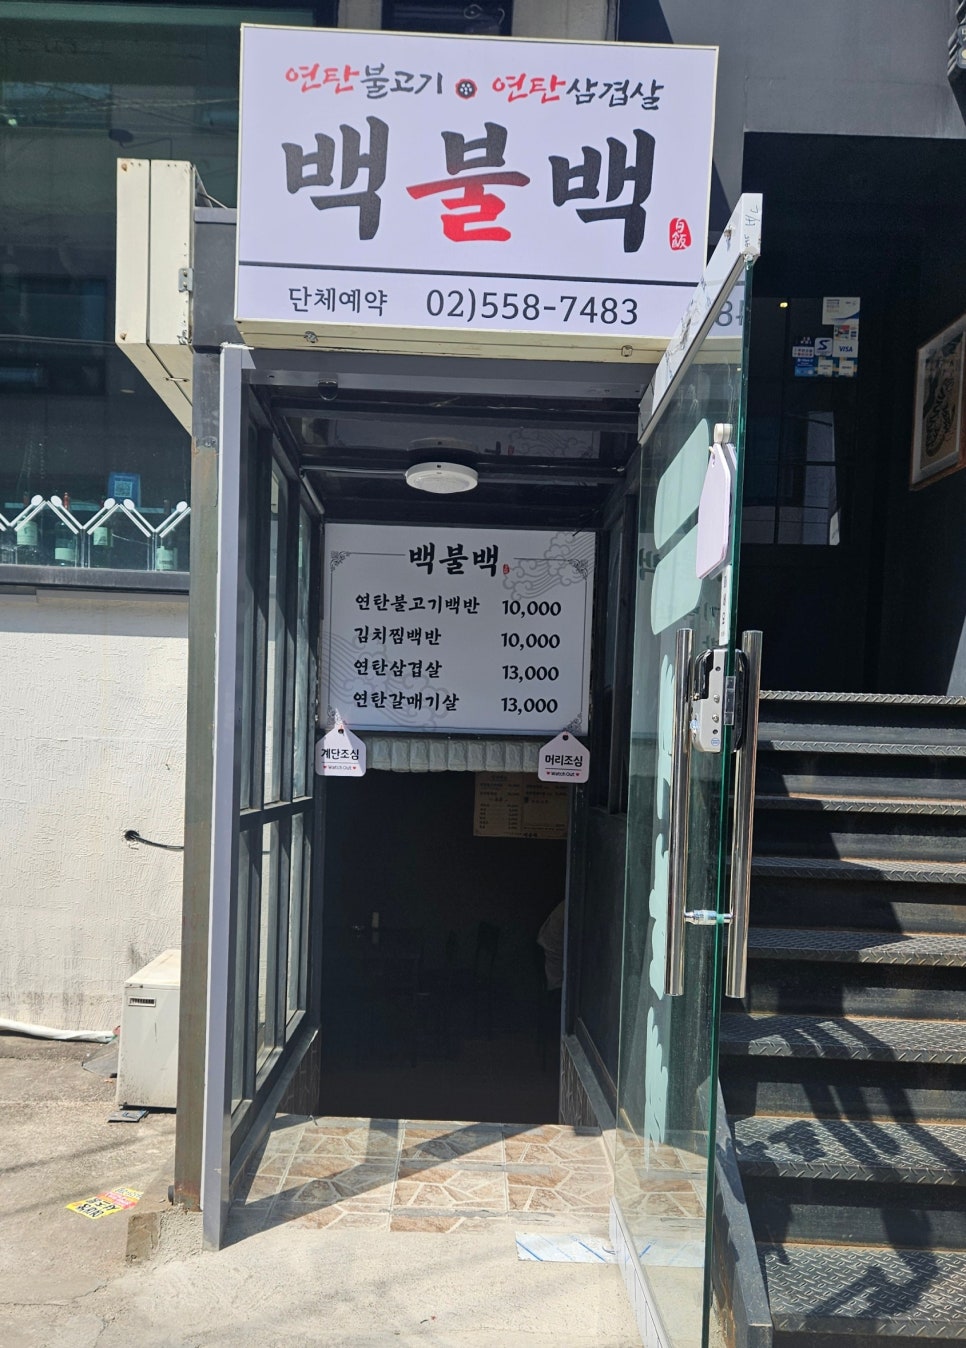 연탄불고기 연탄삼겹살
백불백
白飯
단체예약 02)558-7483
VISA
백불백
연탄불고기백반 10,000
김치찜백반 10,000
연탄삼겹살 13,000
연탄갈매기살 13,000
계단조심
Watch Out
머리조심
Watch Out